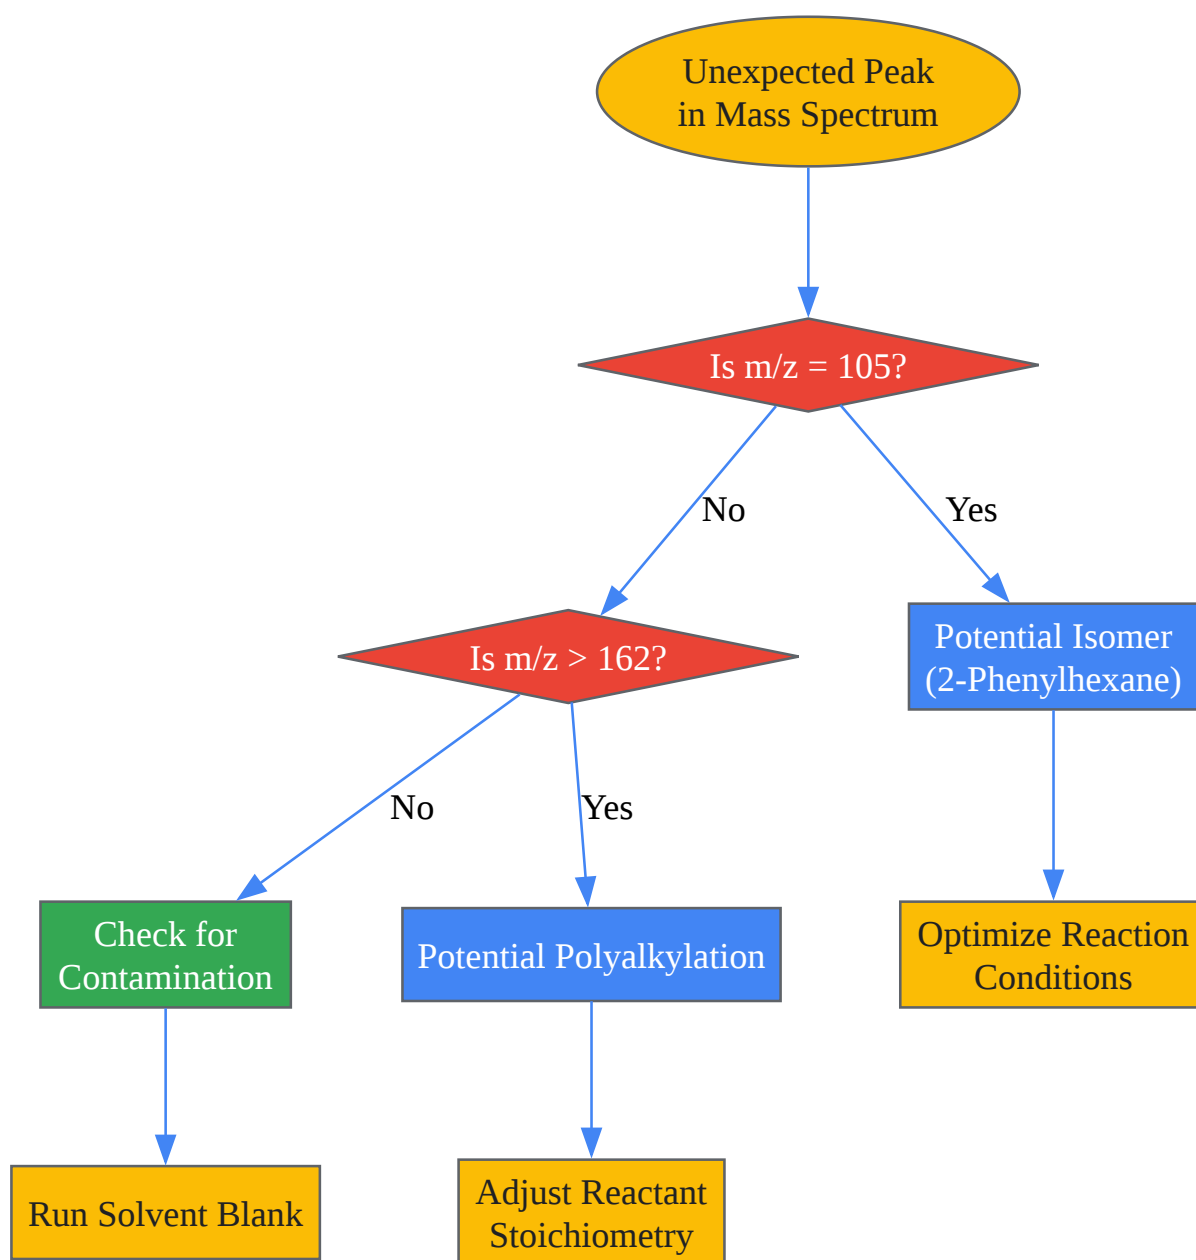 Unexpected Peak
in Mass Spectrum
Is m/z = 105?
No
Yes
Is m/z > 162?
Potential Isomer
(2-Phenylhexane)
No
Yes
Check for
Contamination
Potential Polyalkylation
Optimize Reaction
Conditions
Run Solvent Blank
Adjust Reactant
Stoichiometry